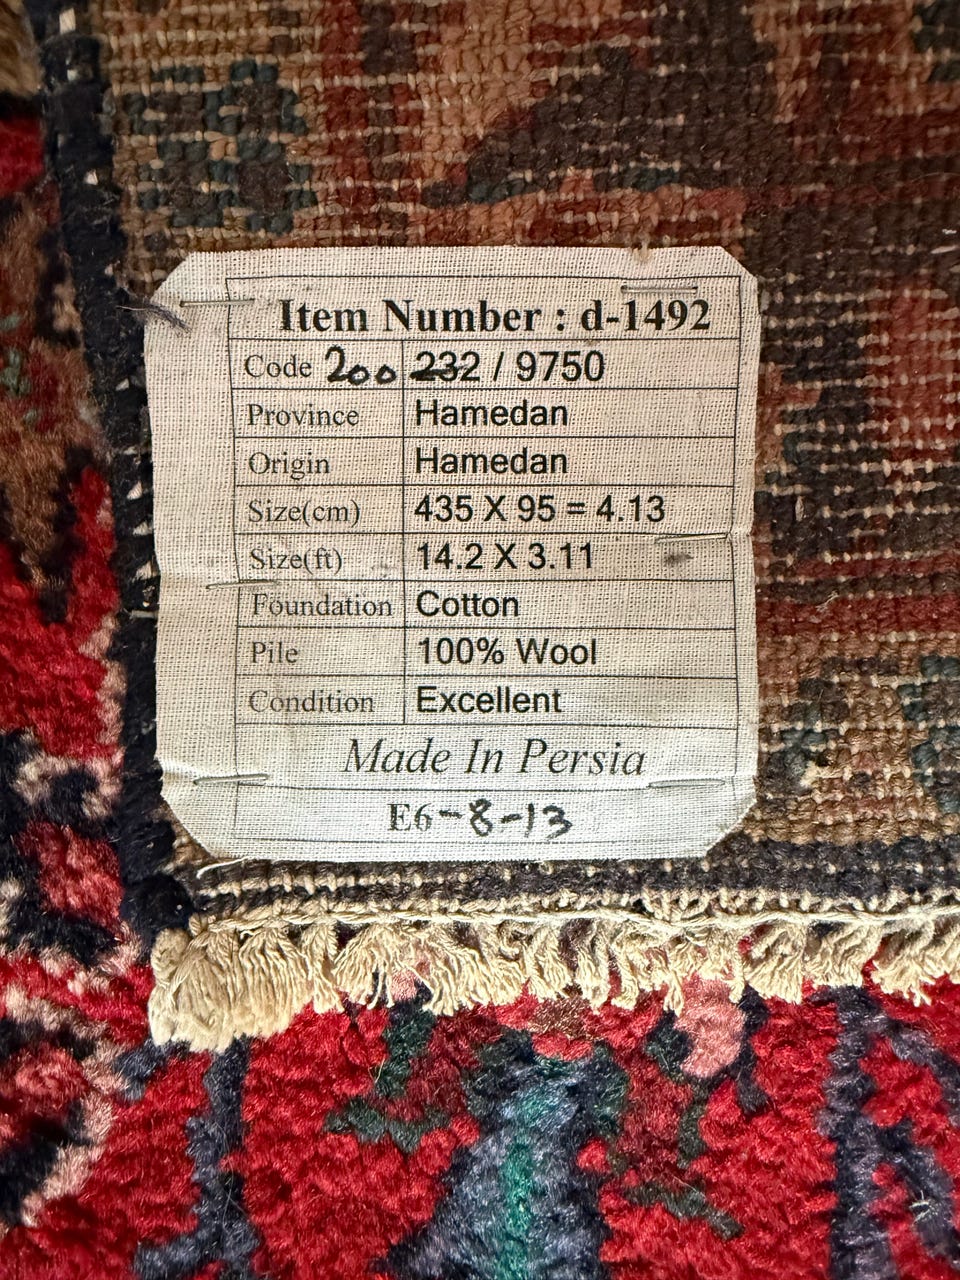 Item Number : d-1492
Code 200 232 / 9750
Province Hamedan
Origin Hamedan
Size(cm) 435 X 95 = 4.13
Size(ft) 14.2 X 3.11
Foundation Cotton
Pile 100% Wool
Condition Excellent
Made In Persia
E6-8-13